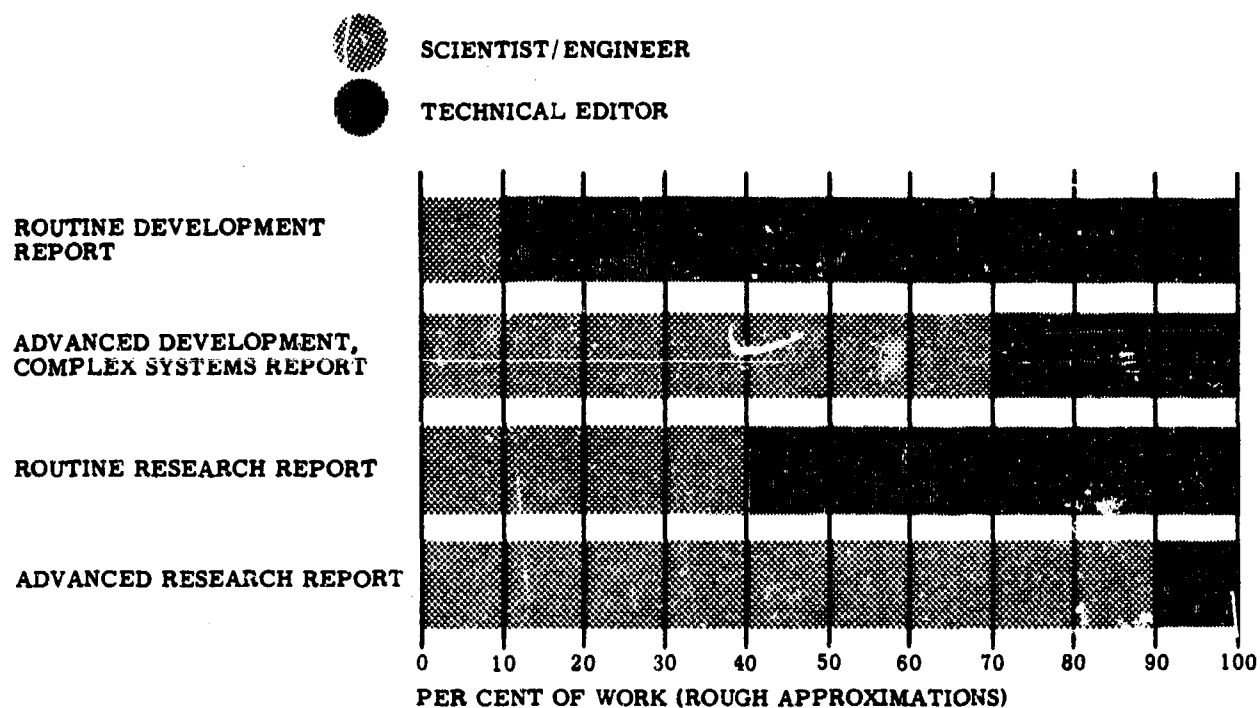 SCIENTIST/ENGINEER
TECHNICAL EDITOR
ROUTINE DEVELOPMENT
REPORT
ADVANCED DEVELOPMENT,
COMPLEX SYSTEMS REPORT
ROUTINE RESEARCH REPORT
ADVANCED RESEARCH REPORT
0 10 20 30 40 50 60 70 80 90 100
PER CENT OF WORK (ROUGH APPROXIMATIONS)